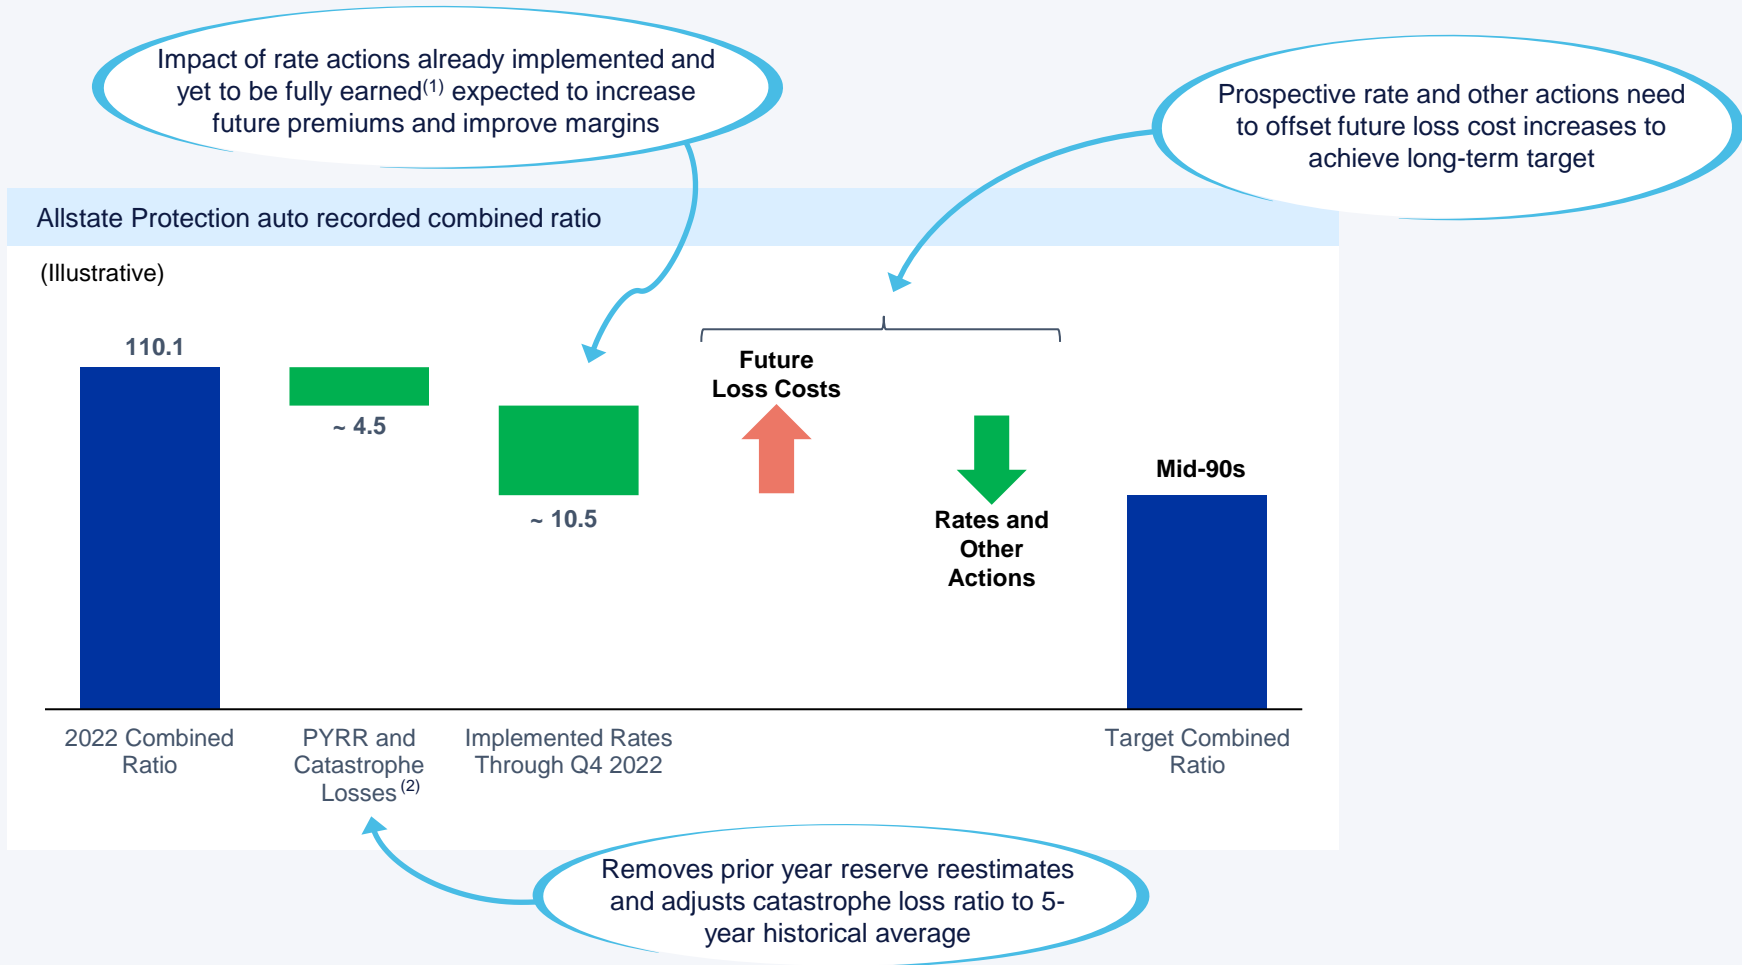 Impact of rate actions already implemented and
yet to be fully earned(1) expected to increase
future premiums and improve margins
Prospective rate and other actions need
to offset future loss cost increases to
achieve long-term target
Allstate Protection auto recorded combined ratio
(Illustrative)
110.1
~ 4.5
~ 10.5
Future
Loss Costs
Rates and
Other
Actions
Mid-90s
2022 Combined
Ratio
PYRR and
Catastrophe
Losses (2)
Implemented Rates
Through Q4 2022
Target Combined
Ratio
Removes prior year reserve reestimates
and adjusts catastrophe loss ratio to 5-
year historical average